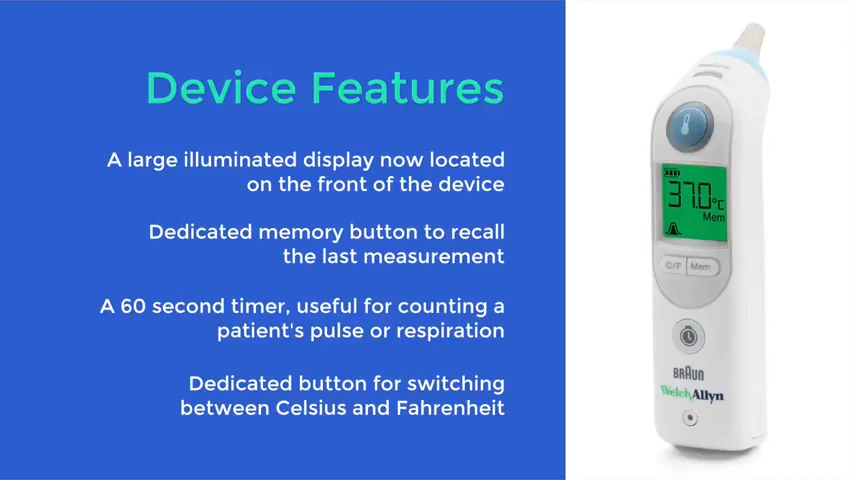 Device Features
A large illuminated display now located
on the front of the device
Dedicated memory button to recall
the last measurement
A 60 second timer, useful for counting a
patient's pulse or respiration
Dedicated button for switching
between Celsius and Fahrenheit
BRAUN
37.0°C
Mem
C/F Mem
BRAUN
WelchAllyn